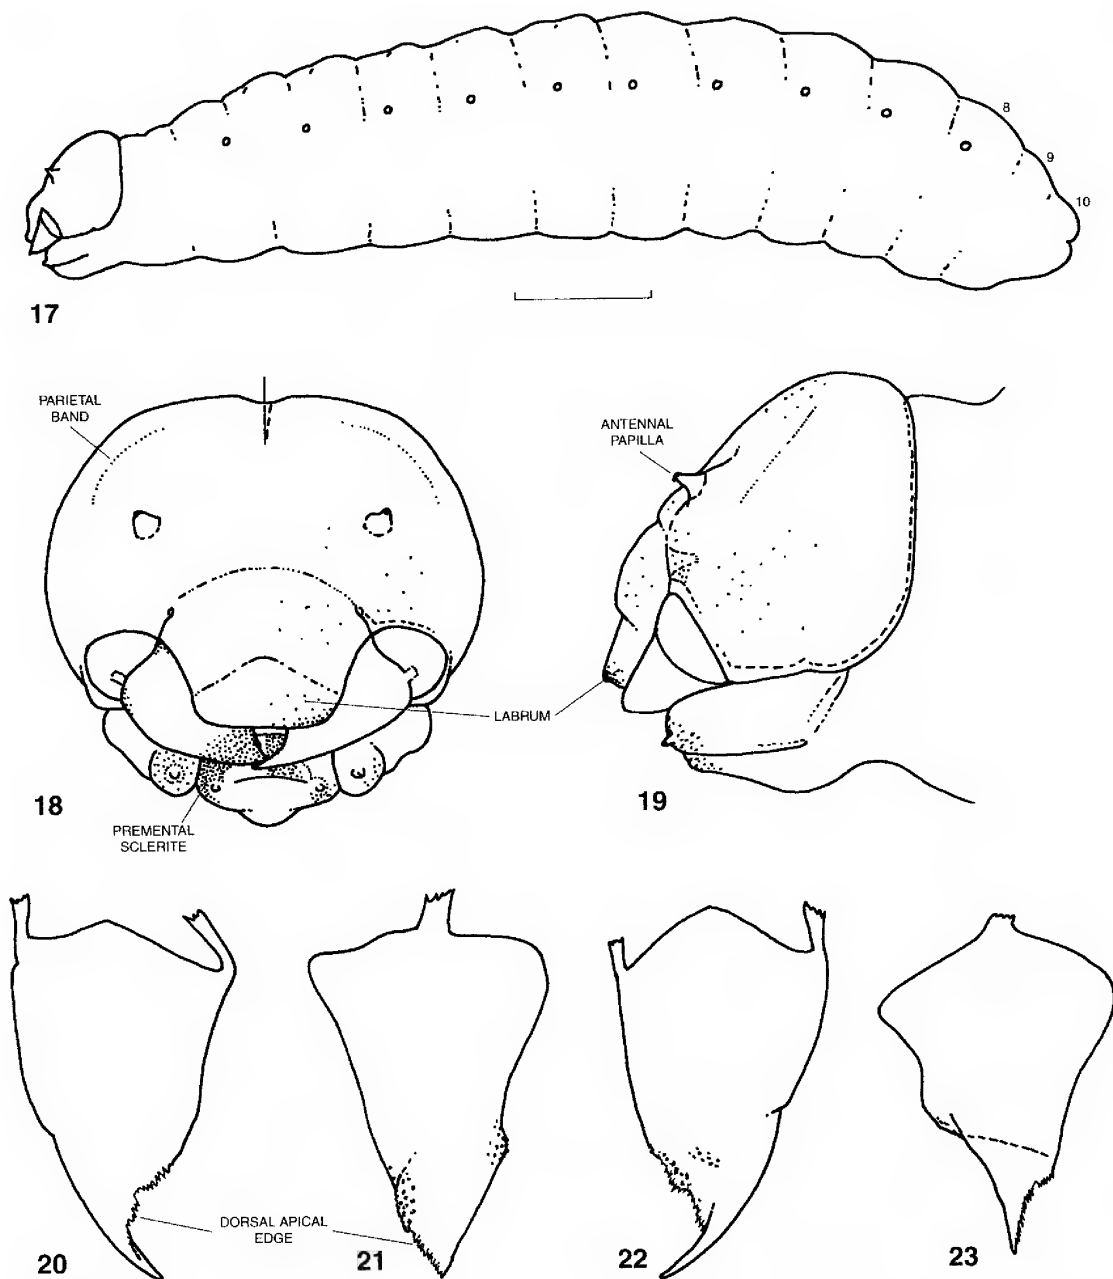 8
9
10
17
PARIETAL
BAND
ANTENNAL
PAPILLA
LABRUM
18
19
PREMENTAL
SCLERITE
DORSAL APICAL
EDGE
20
21
22
23